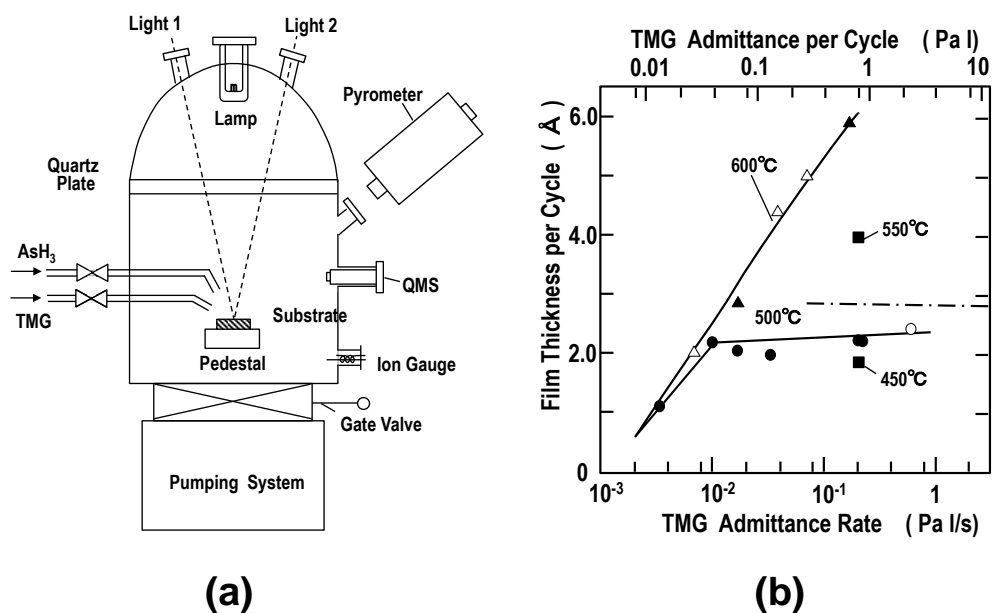 Light 1
Light 2
m
Lamp
Pyrometer
Quartz
Plate
AsH₃
TMG
QMS
Substrate
Pedestal
Ion Gauge
Gate Valve
Pumping System
(a)
TMG Admittance per Cycle ( Pa l )
0.01 0.1 1 10
Film Thickness per Cycle ( Å )
6.0
4.0
2.0
0
600℃
550℃
500℃
450℃
10⁻³ 10⁻² 10⁻¹ 1
TMG Admittance Rate ( Pa l/s )
(b)